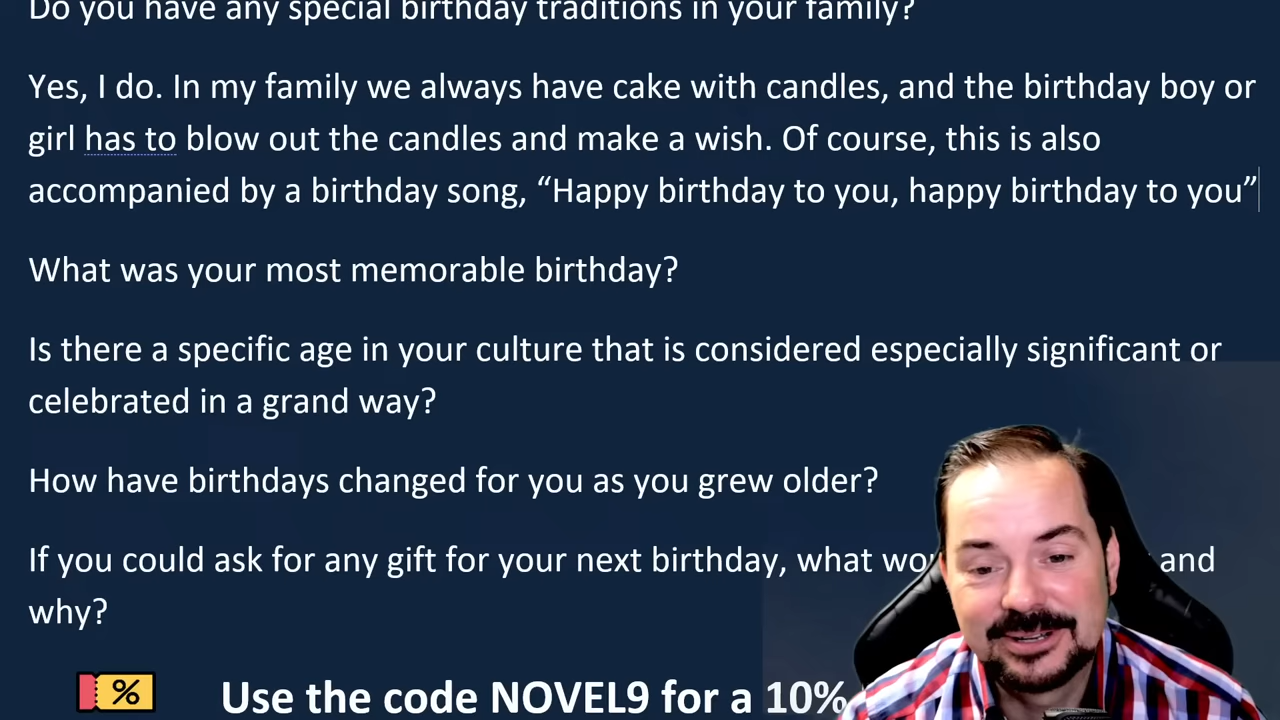 Do you have any special birthday traditions in your family?
Yes, I do. In my family we always have cake with candles, and the birthday boy or
girl has to blow out the candles and make a wish. Of course, this is also
accompanied by a birthday song, “Happy birthday to you, happy birthday to you”
What was your most memorable birthday?
Is there a specific age in your culture that is considered especially significant or
celebrated in a grand way?
How have birthdays changed for you as you grew older?
If you could ask for any gift for your next birthday, what and
why?
%
Use the code NOVEL9 for a 10%